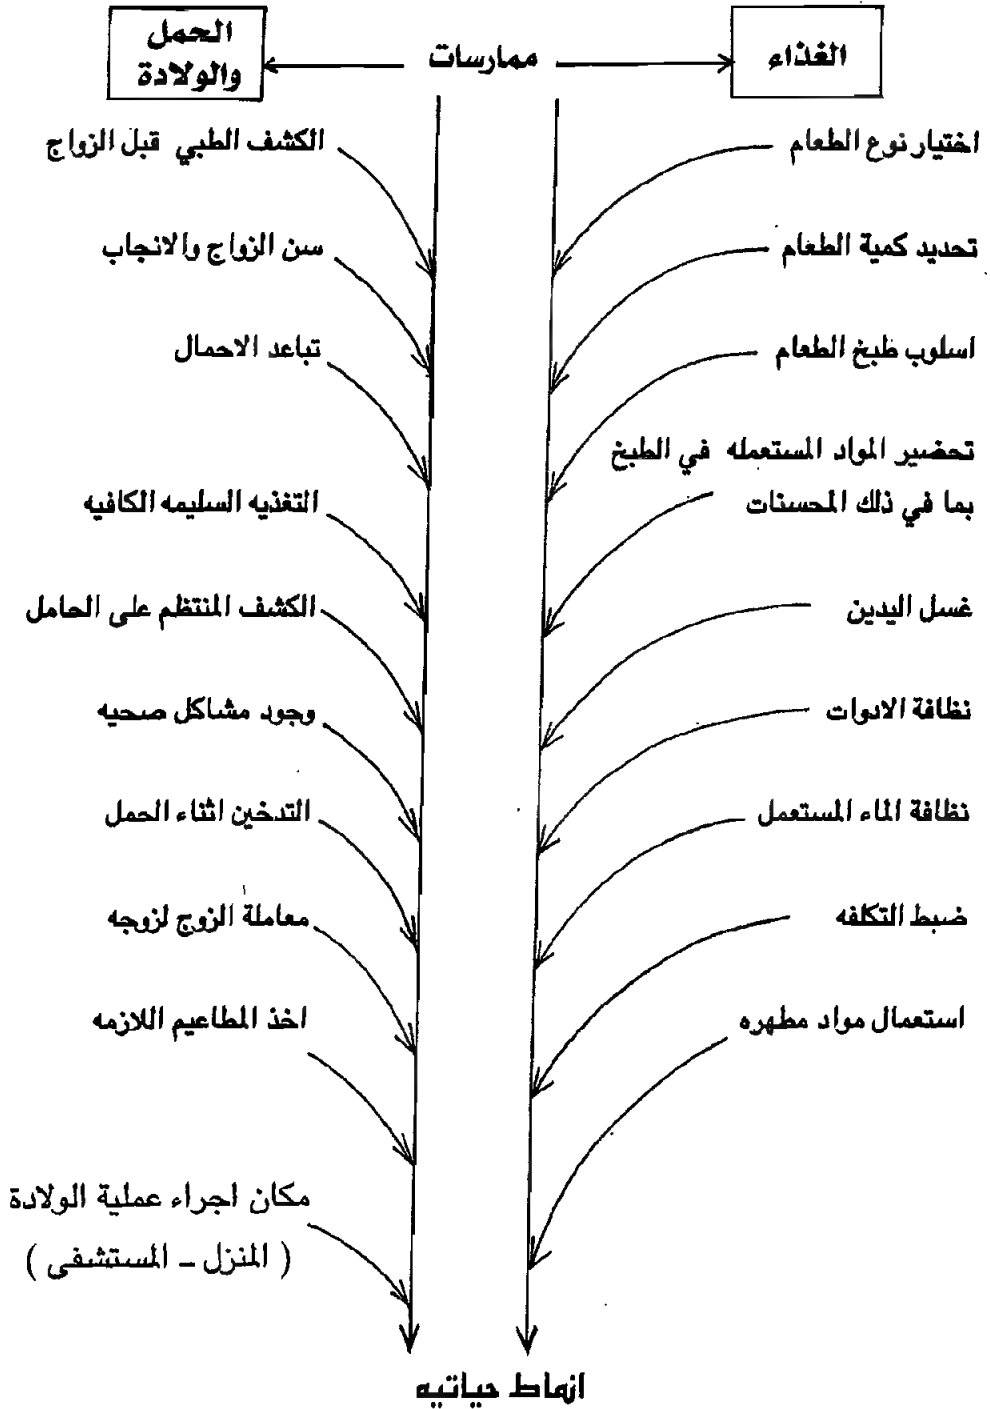 الغذاء
ممارسات
الحمل
والولادة
اختيار نوع الطعام
تحديد كمية الطعام
اسلوب طبخ الطعام
تحضير المواد المستعمله في الطبخ
بما في ذلك المحسنات
غسل اليدين
نظافة الادوات
نظافة الماء المستعمل
ضبط التكلفه
استعمال مواد مطهره
الكشف الطبي قبل الزواج
سن الزواج والانجاب
تباعد الاحمال
التغذيه السليمه الكافيه
الكشف المنتظم على الحامل
وجود مشاكل صحيه
التدخين اثناء الحمل
معاملة الزوج لزوجه
اخذ المطاعيم اللازمه
مكان اجراء عملية الولادة
( المنزل - المستشفى )
انماط حياتيه